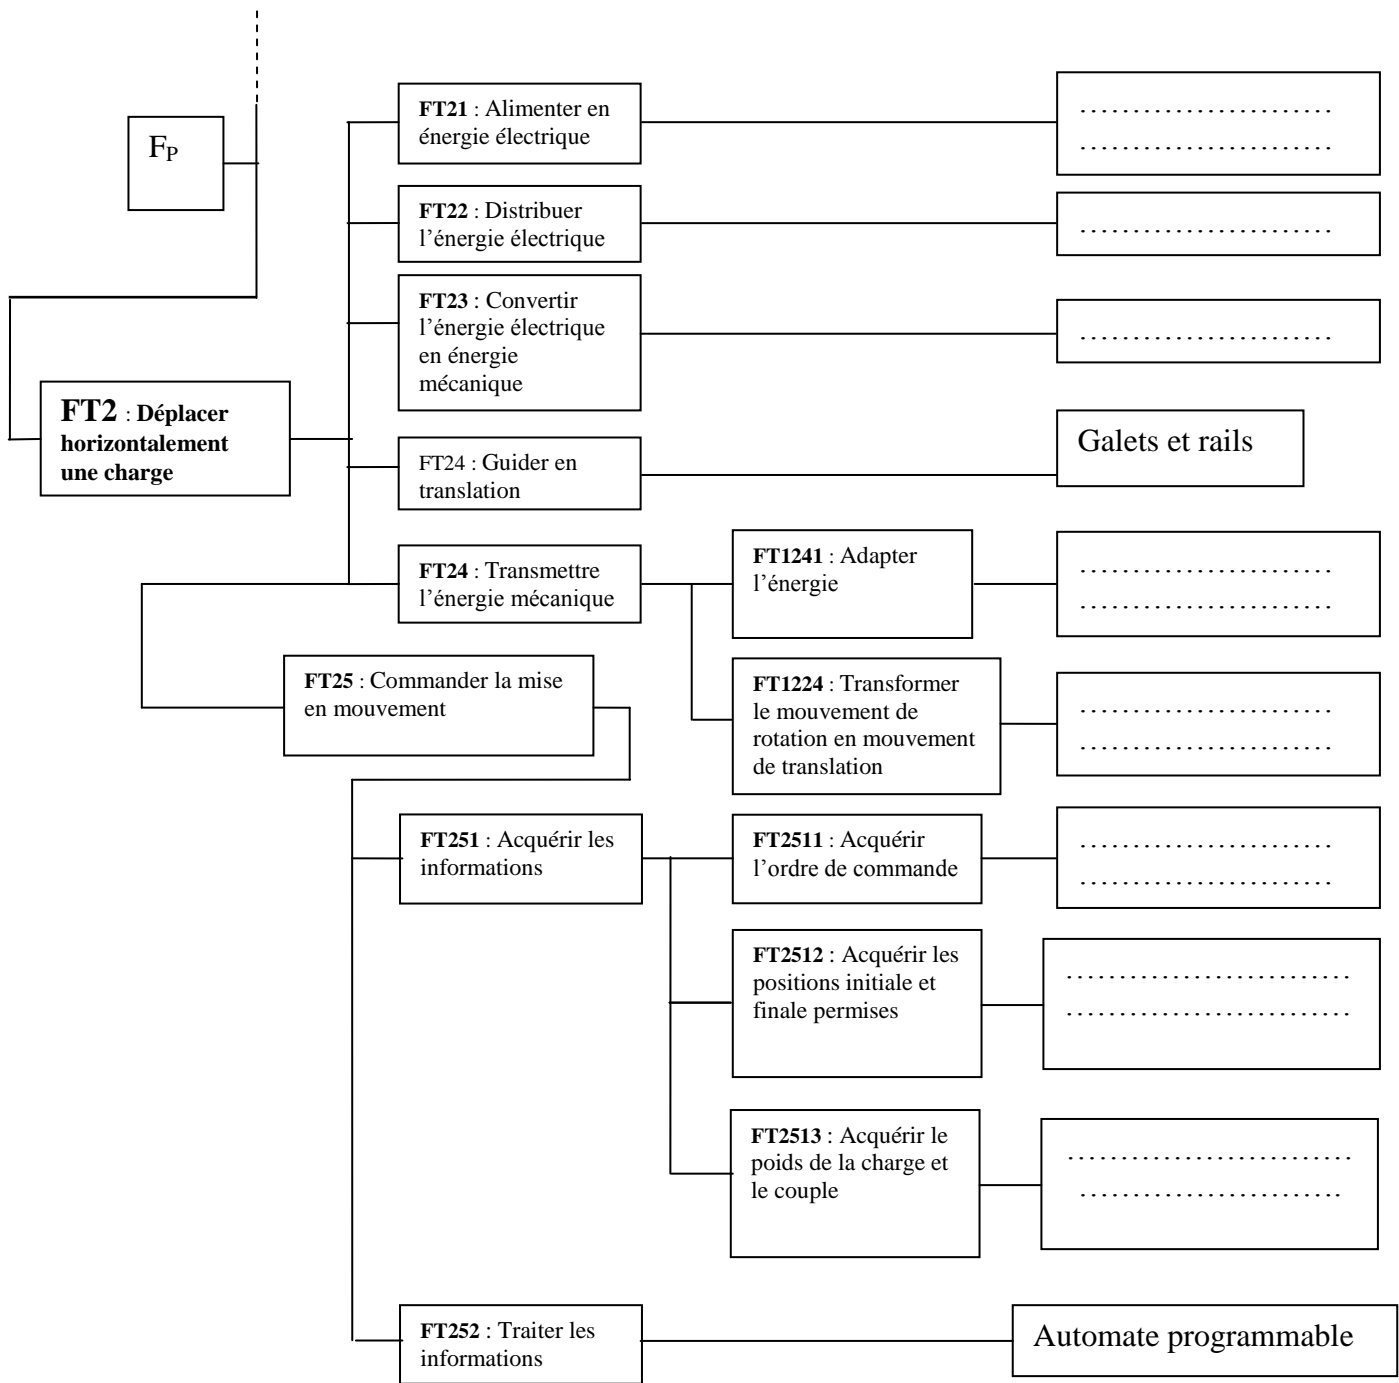 FT21 : Alimenter en
énergie électrique
……………………
……………………
F_P
FT22 : Distribuer
l'énergie électrique
……………………
FT23 : Convertir
l'énergie électrique
en énergie
mécanique
……………………
FT2 : Déplacer
horizontalement
une charge
FT24 : Guider en
translation
Galets et rails
FT24 : Transmettre
l'énergie mécanique
FT1241 : Adapter
l'énergie
……………………
……………………
FT25 : Commander la mise
en mouvement
FT1224 : Transformer
le mouvement de
rotation en mouvement
de translation
……………………
……………………
FT251 : Acquérir les
informations
FT2511 : Acquérir
l'ordre de commande
……………………
……………………
FT2512 : Acquérir les
positions initiale et
finale permises
………………………
………………………
FT2513 : Acquérir le
poids de la charge et
le couple
………………………
……………………
FT252 : Traiter les
informations
Automate programmable